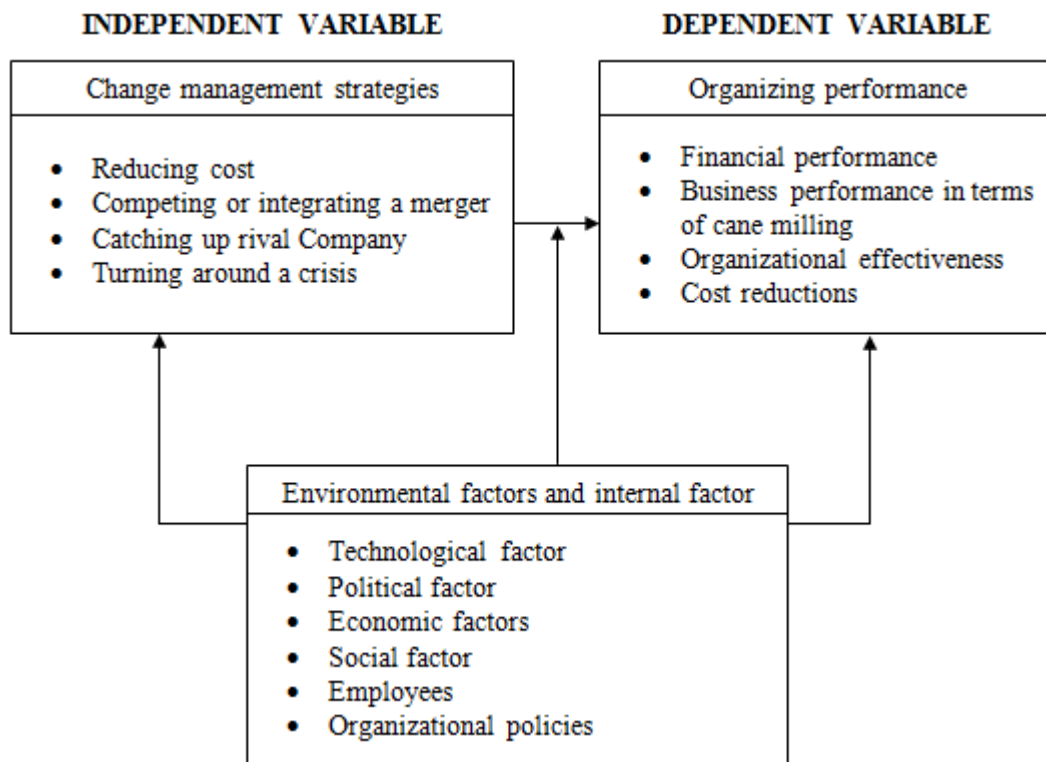 INDEPENDENT VARIABLE
DEPENDENT VARIABLE
Change management strategies
• Reducing cost
• Competing or integrating a merger
• Catching up rival Company
• Turning around a crisis
Organizing performance
• Financial performance
• Business performance in terms
of cane milling
• Organizational effectiveness
• Cost reductions
Environmental factors and internal factor
• Technological factor
• Political factor
• Economic factors
• Social factor
• Employees
• Organizational policies